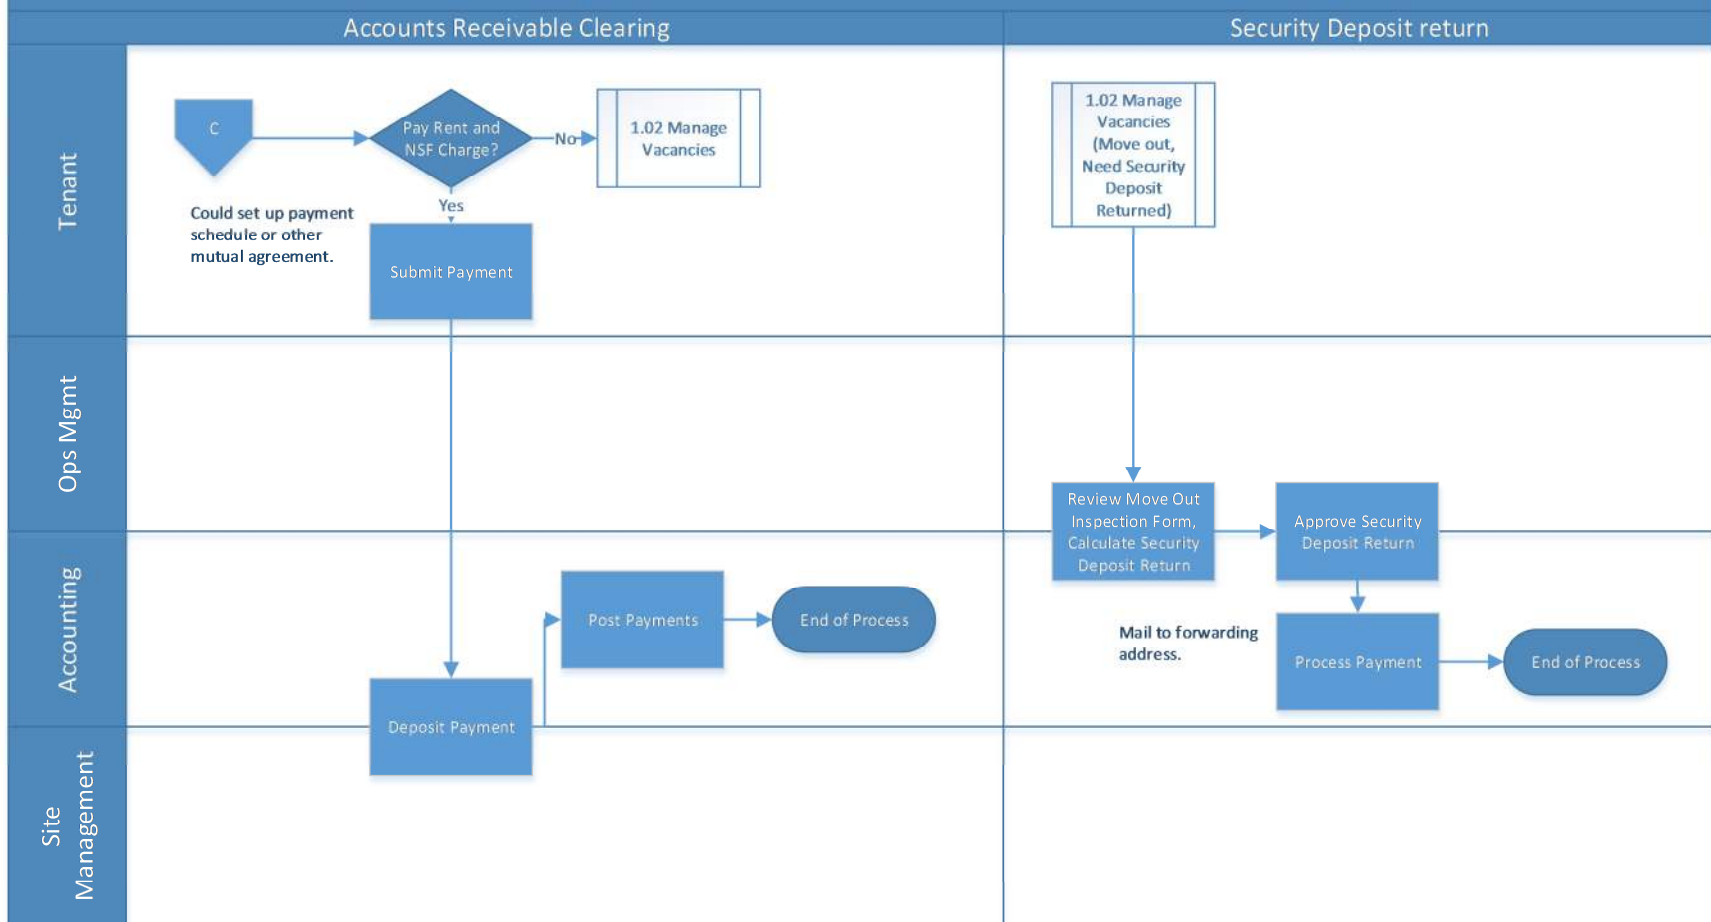 Accounts Receivable Clearing
Security Deposit return
Tenant
C
Pay Rent and
NSF Charge?
No
1.02 Manage
Vacancies
Yes
Could set up payment
schedule or other
mutual agreement.
Submit Payment
1.02 Manage
Vacancies
(Move out,
Need Security
Deposit
Returned)
Ops Mgmt
Review Move Out
Inspection Form,
Calculate Security
Deposit Return
Approve Security
Deposit Return
Accounting
Post Payments
End of Process
Mail to forwarding
address.
Process Payment
End of Process
Deposit Payment
Site
Management